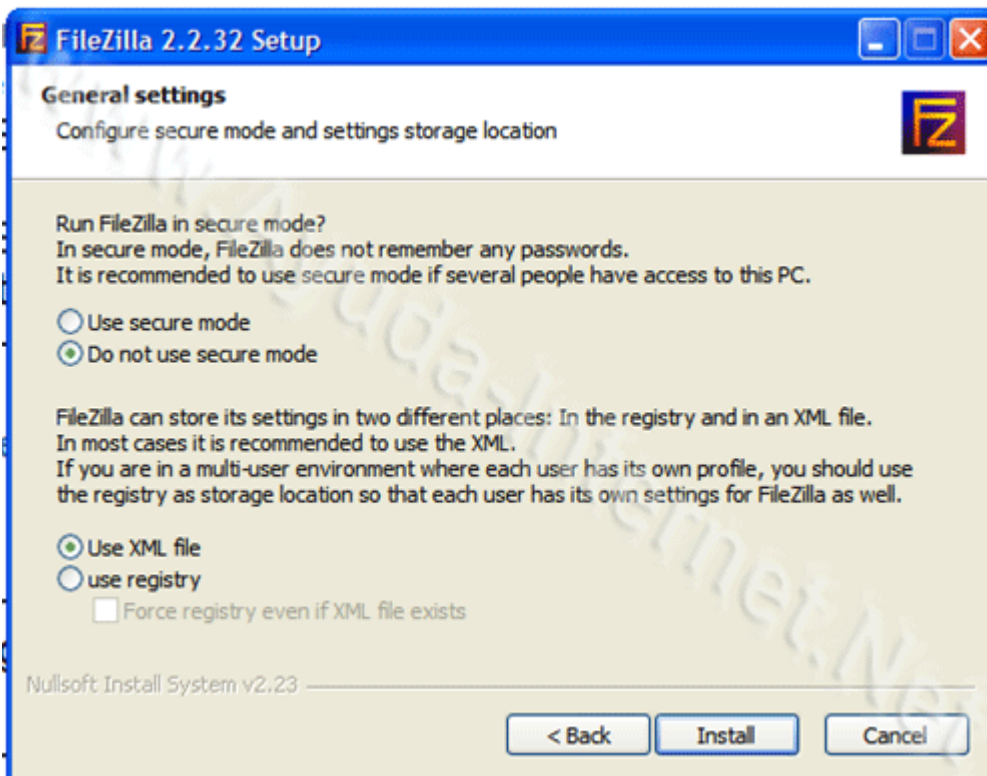 FileZilla 2.2.32 Setup
General settings
Configure secure mode and settings storage location
Run FileZilla in secure mode?
In secure mode, FileZilla does not remember any passwords.
It is recommended to use secure mode if several people have access to this PC.
Use secure mode
Do not use secure mode
FileZilla can store its settings in two different places: In the registry and in an XML file.
In most cases it is recommended to use the XML.
If you are in a multi-user environment where each user has its own profile, you should use
the registry as storage location so that each user has its own settings for FileZilla as well.
Use XML file
use registry
Force registry even if XML file exists
Nullsoft Install System v2.23
< Back
Install
Cancel
www.Ayuda-Internet.Net